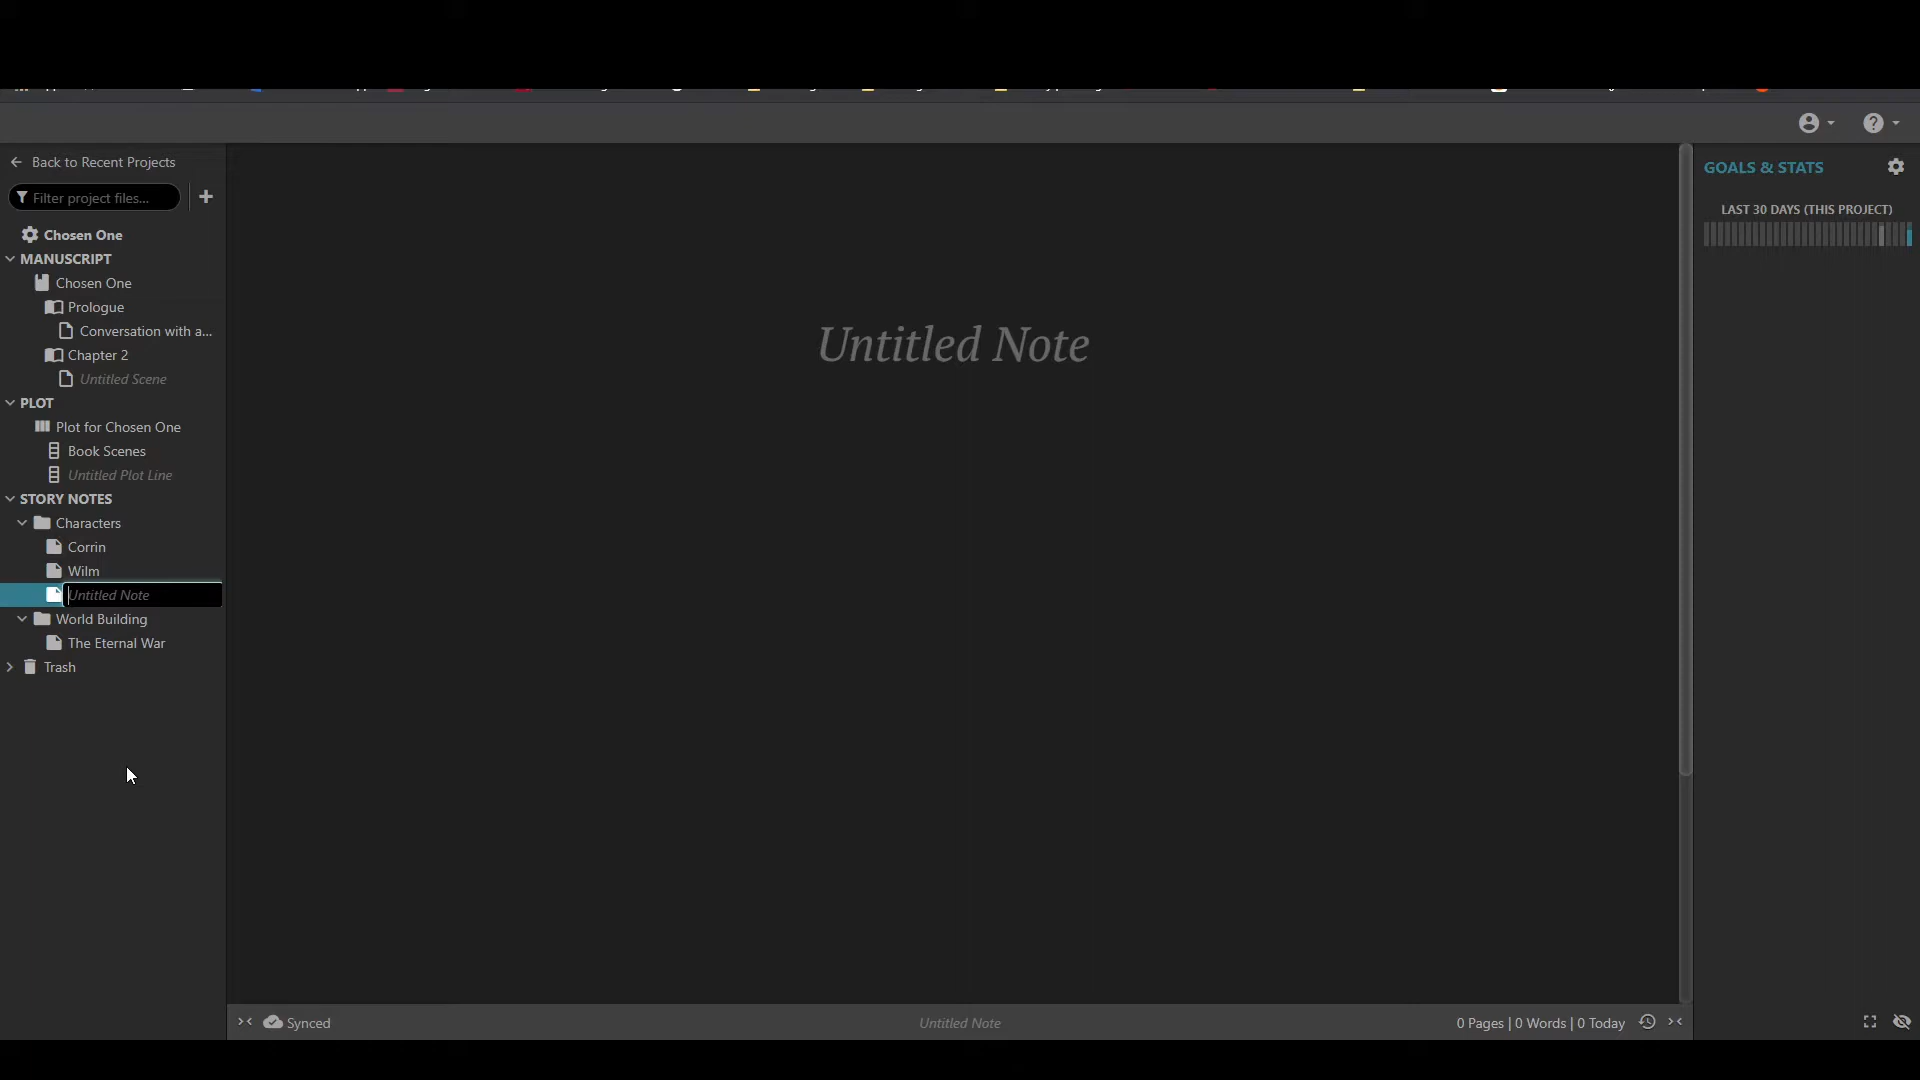 Back to Recent Projects
Filter project files...
Chosen One
MANUSCRIPT
Chosen One
Prologue
Conversation with a...
Chapter 2
Untitled Scene
PLOT
Plot for Chosen One
Book Scenes
Untitled Plot Line
STORY NOTES
Characters
Corrin
Wilm
Untitled Note
World Building
The Eternal War
Trash
Untitled Note
GOALS & STATS
LAST 30 DAYS (THIS PROJECT)
Synced
Untitled Note
0 Pages | 0 Words | 0 Today